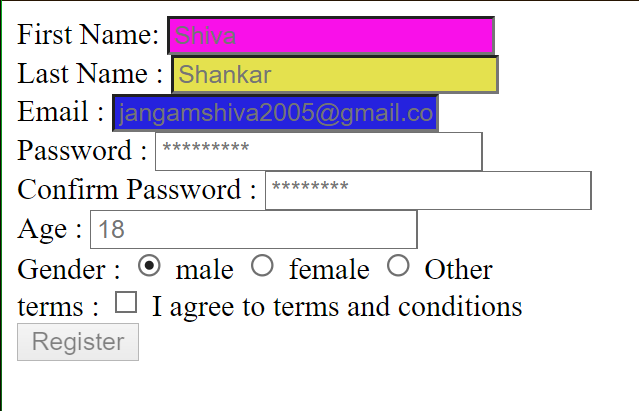 First Name: Shiva
Last Name : Shankar
Email : jangamshiva2005@gmail.co
Password : *********
Confirm Password : ********
Age : 18
Gender : male female Other
terms : I agree to terms and conditions
Register